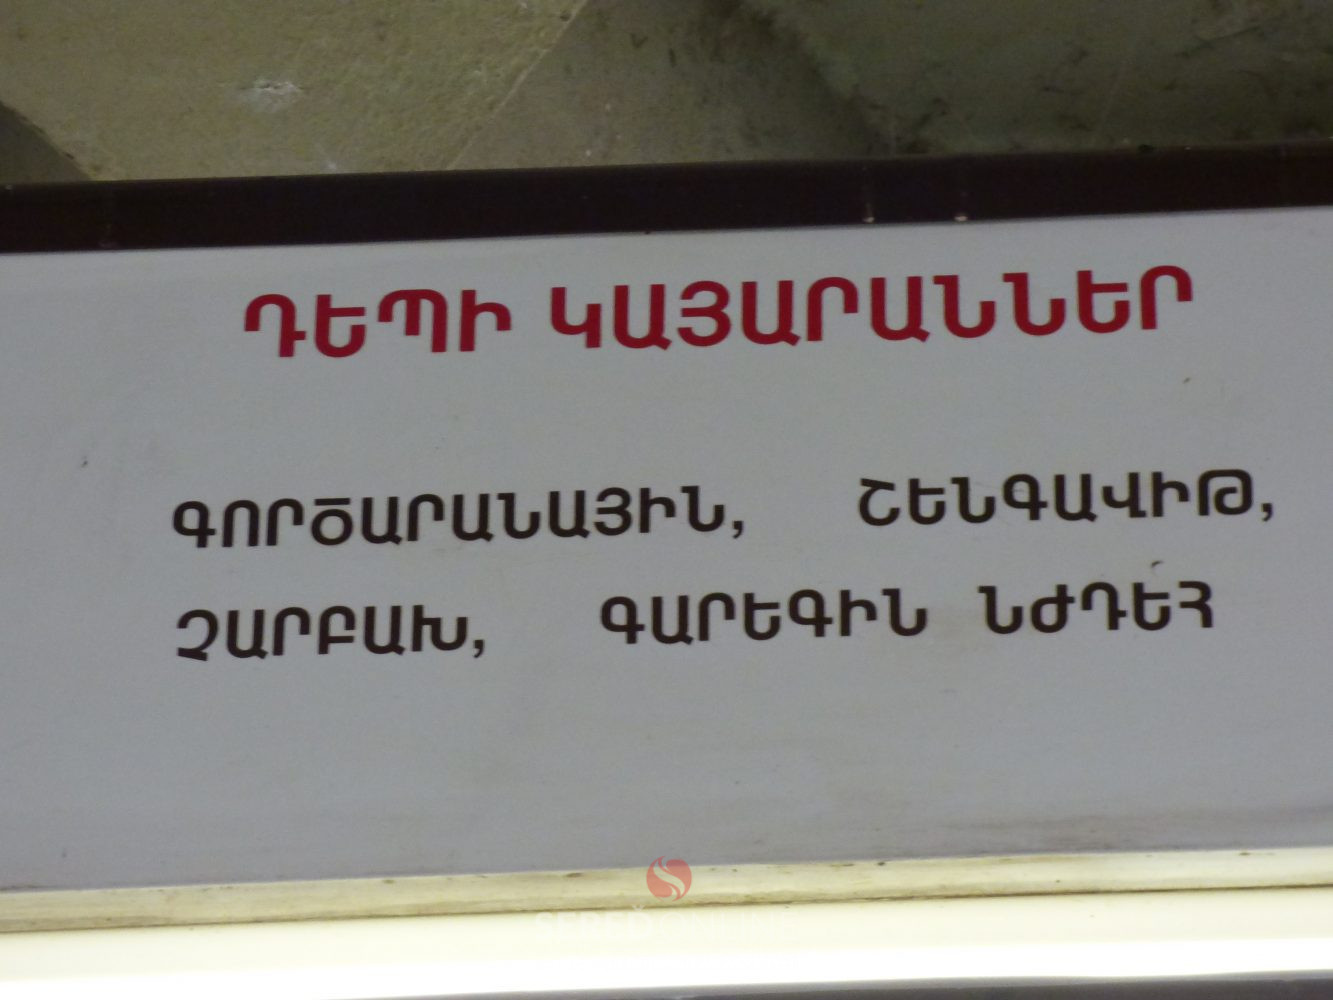 ԴԵՊԻ ԿԱՅԱՐԱՆՆԵՐ
ԳՈՐԾԱՐԱՆԱՅԻՆ, ՇԵՆԳԱՎԻԹ,
ՉԱՐԲԱԽ, ԳԱՐԵԳԻՆ ՆԺԴԵՀ